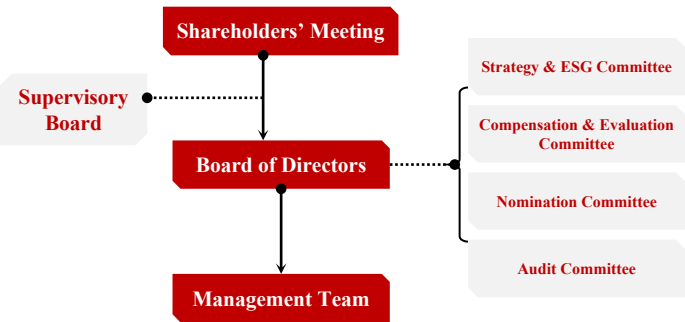 Shareholders’ Meeting
Supervisory
Board
Board of Directors
Management Team
Strategy & ESG Committee
Compensation & Evaluation
Committee
Nomination Committee
Audit Committee